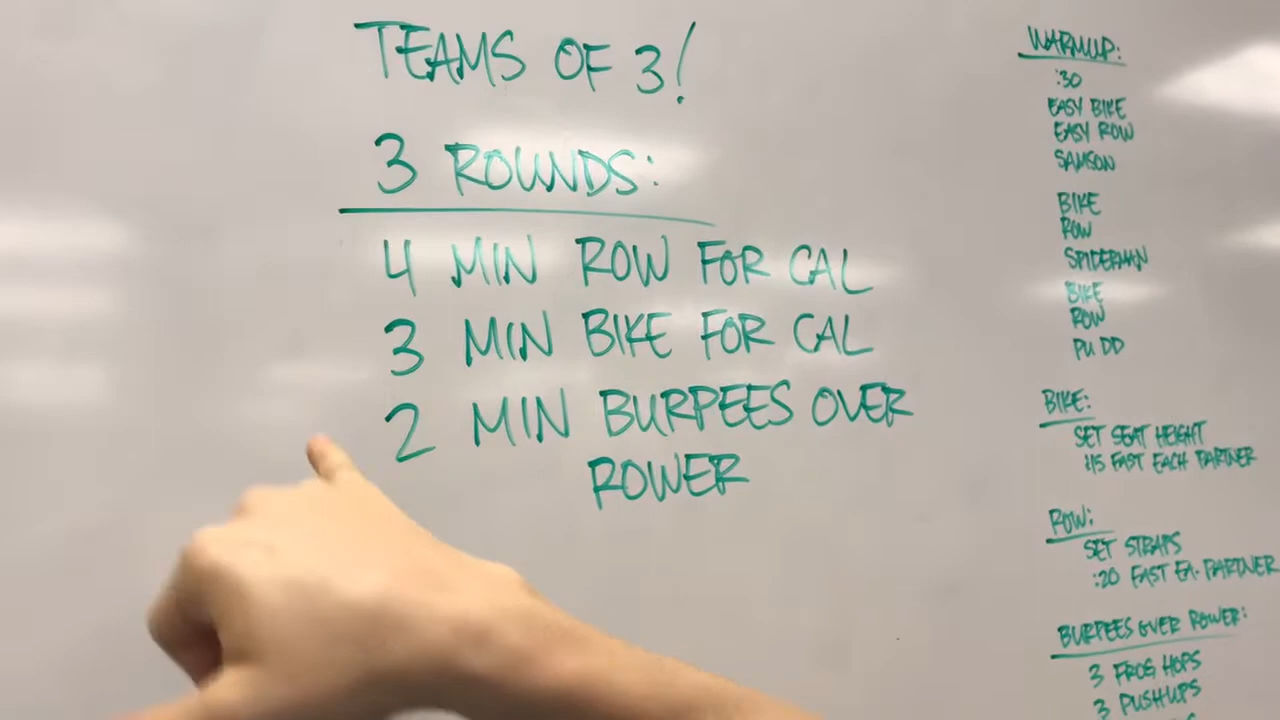 TEAMS OF 3!
3 ROUNDS:
4 MIN ROW FOR CAL
3 MIN BIKE FOR CAL
2 MIN BURPEES OVER
ROWER
WARMUP:
:30
EASY BIKE
EASY ROW
SAMSON
BIKE
ROW
SPIDERMAN
BIKE
ROW
PU DD
BIKE:
SET SEAT HEIGHT
:15 FAST EACH PARTNER
ROW:
SET STRAPS
:20 FAST EA. PARTNER
BURPEES OVER ROWER:
3 FROG HOPS
3 PUSHUPS